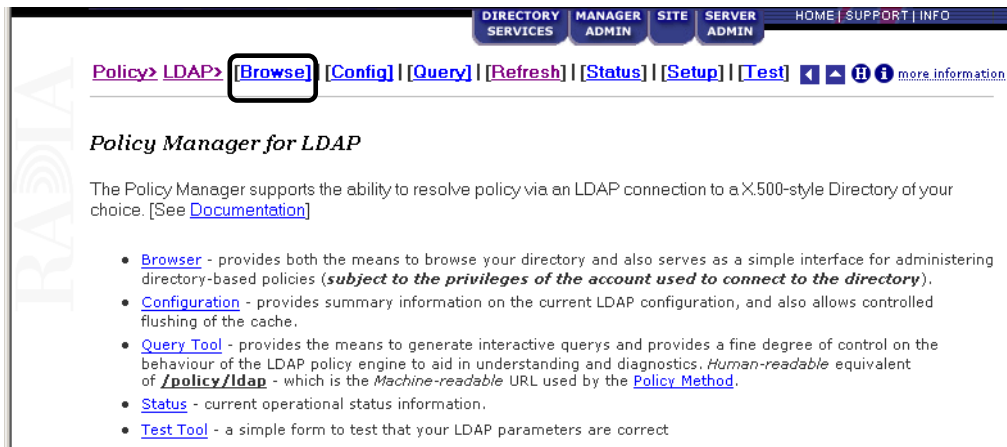 DIRECTORY SERVICES MANAGER ADMIN SITE SERVER ADMIN HOME | SUPPORT | INFO
Policy> LDAP> [Browse] | [Config] | [Query] | [Refresh] | [Status] | [Setup] | [Test] H i more information
RADIA
Policy Manager for LDAP
The Policy Manager supports the ability to resolve policy via an LDAP connection to a X.500-style Directory of your
choice. [See Documentation]
• Browser - provides both the means to browse your directory and also serves as a simple interface for administering
directory-based policies (subject to the privileges of the account used to connect to the directory).
• Configuration - provides summary information on the current LDAP configuration, and also allows controlled
flushing of the cache.
• Query Tool - provides the means to generate interactive querys and provides a fine degree of control on the
behaviour of the LDAP policy engine to aid in understanding and diagnostics. Human-readable equivalent
of /policy/ldap - which is the Machine-readable URL used by the Policy Method.
• Status - current operational status information.
• Test Tool - a simple form to test that your LDAP parameters are correct